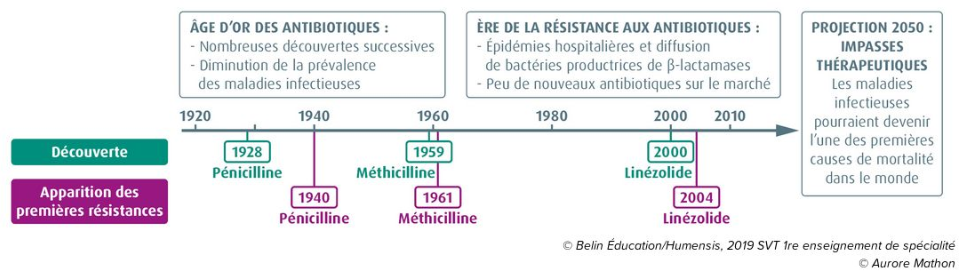 ÂGE D'OR DES ANTIBIOTIQUES :
- Nombreuses découvertes successives
- Diminution de la prévalence
des maladies infectieuses
ÈRE DE LA RÉSISTANCE AUX ANTIBIOTIQUES :
- Épidémies hospitalières et diffusion
de bactéries productrices de β-lactamases
- Peu de nouveaux antibiotiques sur le marché
PROJECTION 2050 :
IMPASSES
THÉRAPEUTIQUES
Les maladies
infectieuses
pourraient devenir
l'une des premières
causes de mortalité
dans le monde
1920 1940 1960 1980 2000 2010
Découverte
1928 1959 2000
Pénicilline Méthicilline Linézolide
Apparition des
premières résistances
1940 1961 2004
Pénicilline Méthicilline Linézolide
© Belin Éducation/Humensis, 2019 SVT 1re enseignement de spécialité
© Aurore Mathon